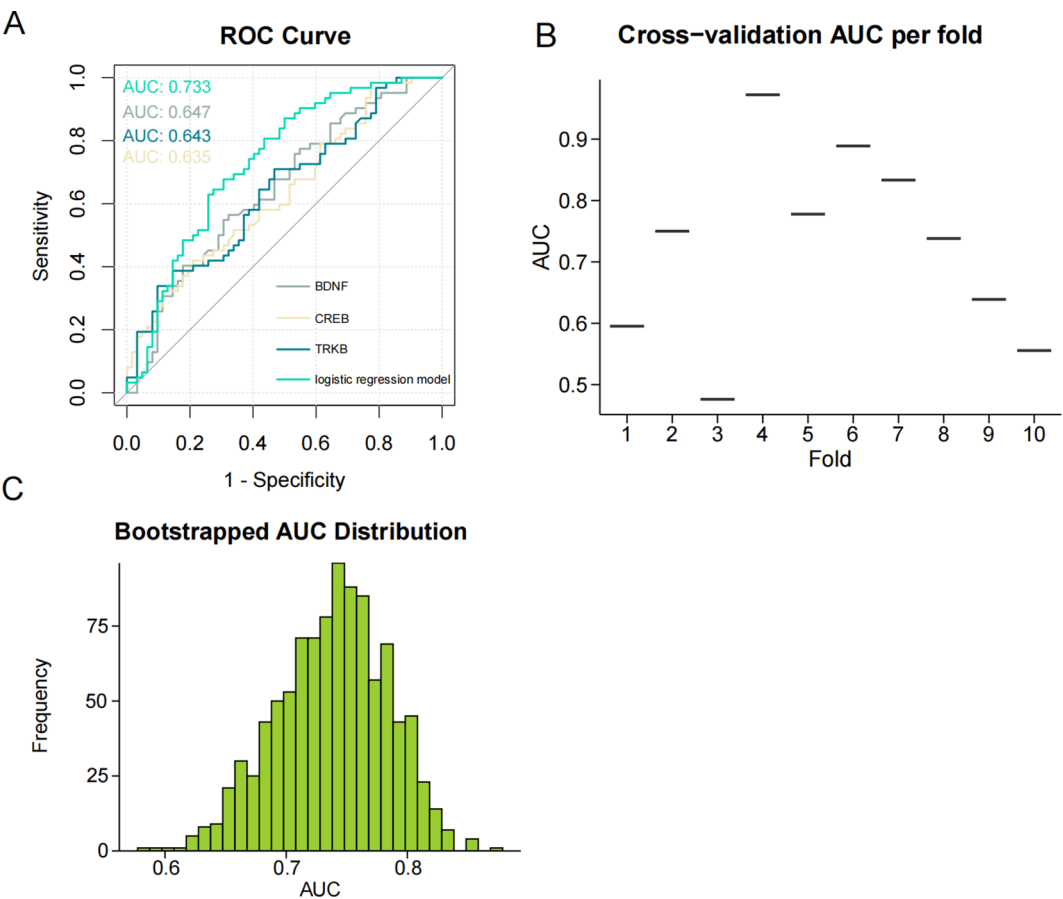 A
ROC Curve
AUC: 0.733
AUC: 0.647
AUC: 0.643
AUC: 0.635
BDNF
CREB
TRKB
logistic regression model
Sensitivity
0.0
0.2
0.4
0.6
0.8
1.0
0.0 0.2 0.4 0.6 0.8 1.0
1 - Specificity
B
Cross−validation AUC per fold
AUC
0.9
0.8
0.7
0.6
0.5
1 2 3 4 5 6 7 8 9 10
Fold
C
Bootstrapped AUC Distribution
Frequency
75
50
25
0
0.6 0.7 0.8
AUC